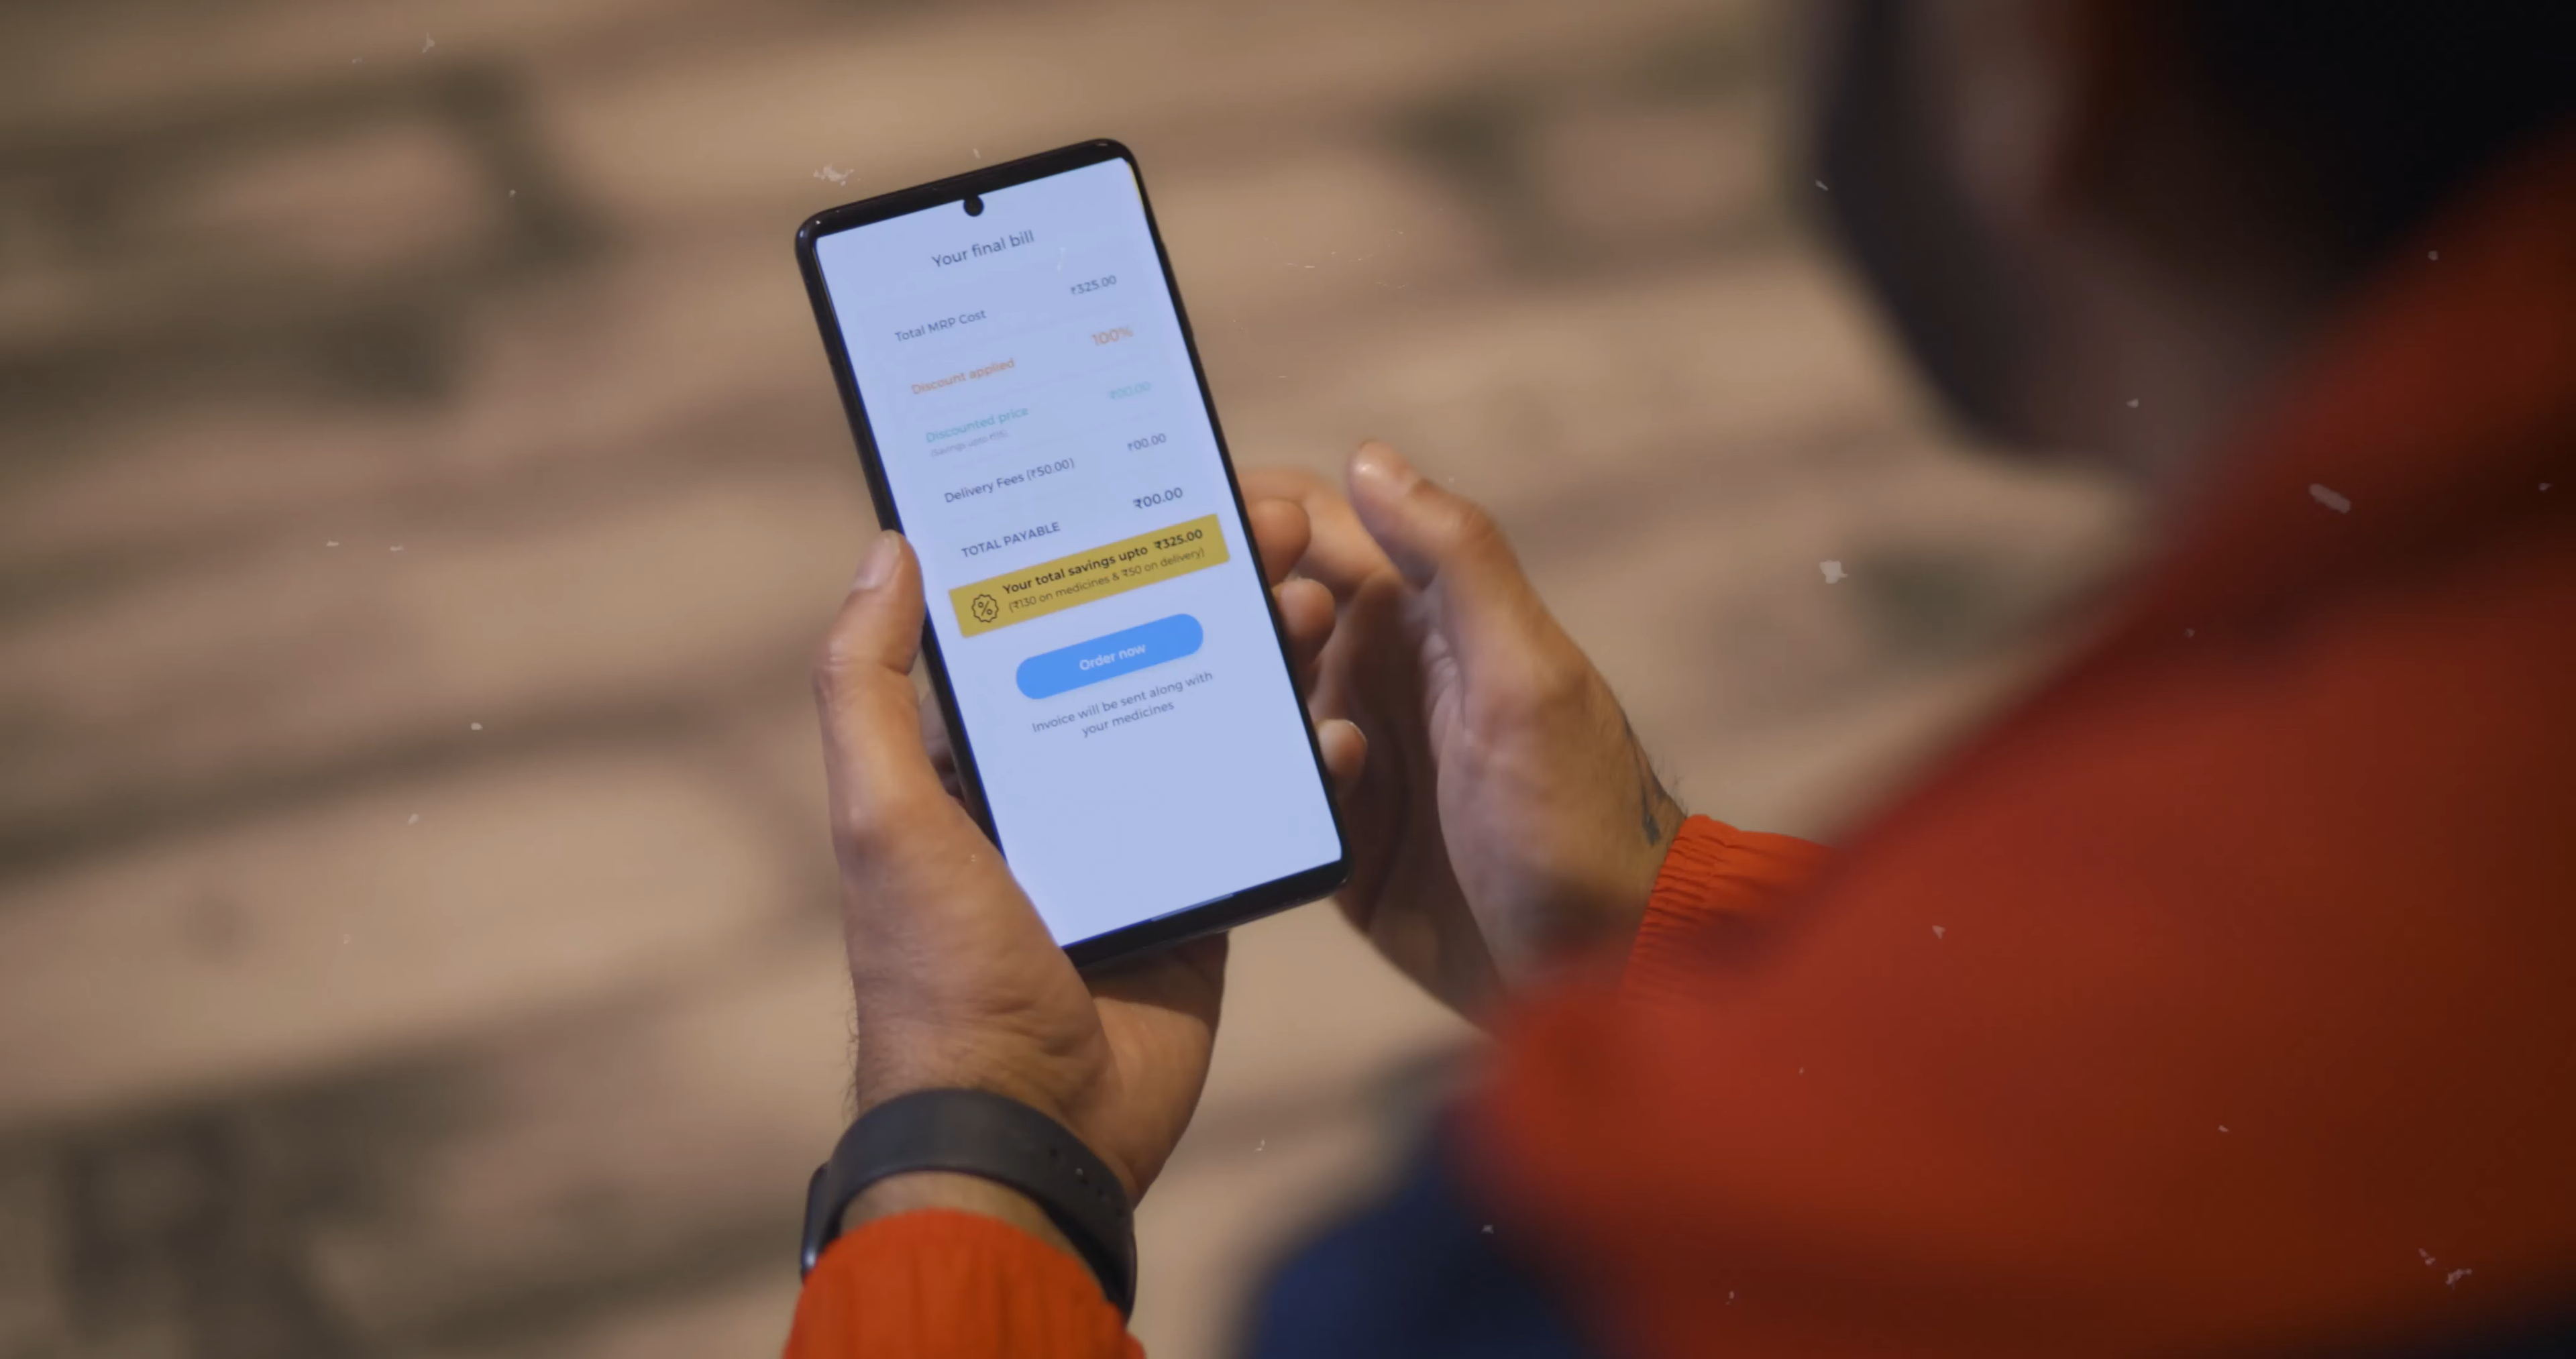 Your final bill
Total MRP Cost ₹325.00
Discount applied 100%
Discounted price ₹00.00
(Savings upto
Delivery Fees (₹50.00) ₹00.00
TOTAL PAYABLE ₹00.00
Your total savings upto ₹325.00
(₹130 on medicines & ₹50 on delivery)
Order now
Invoice will be sent along with
your medicines